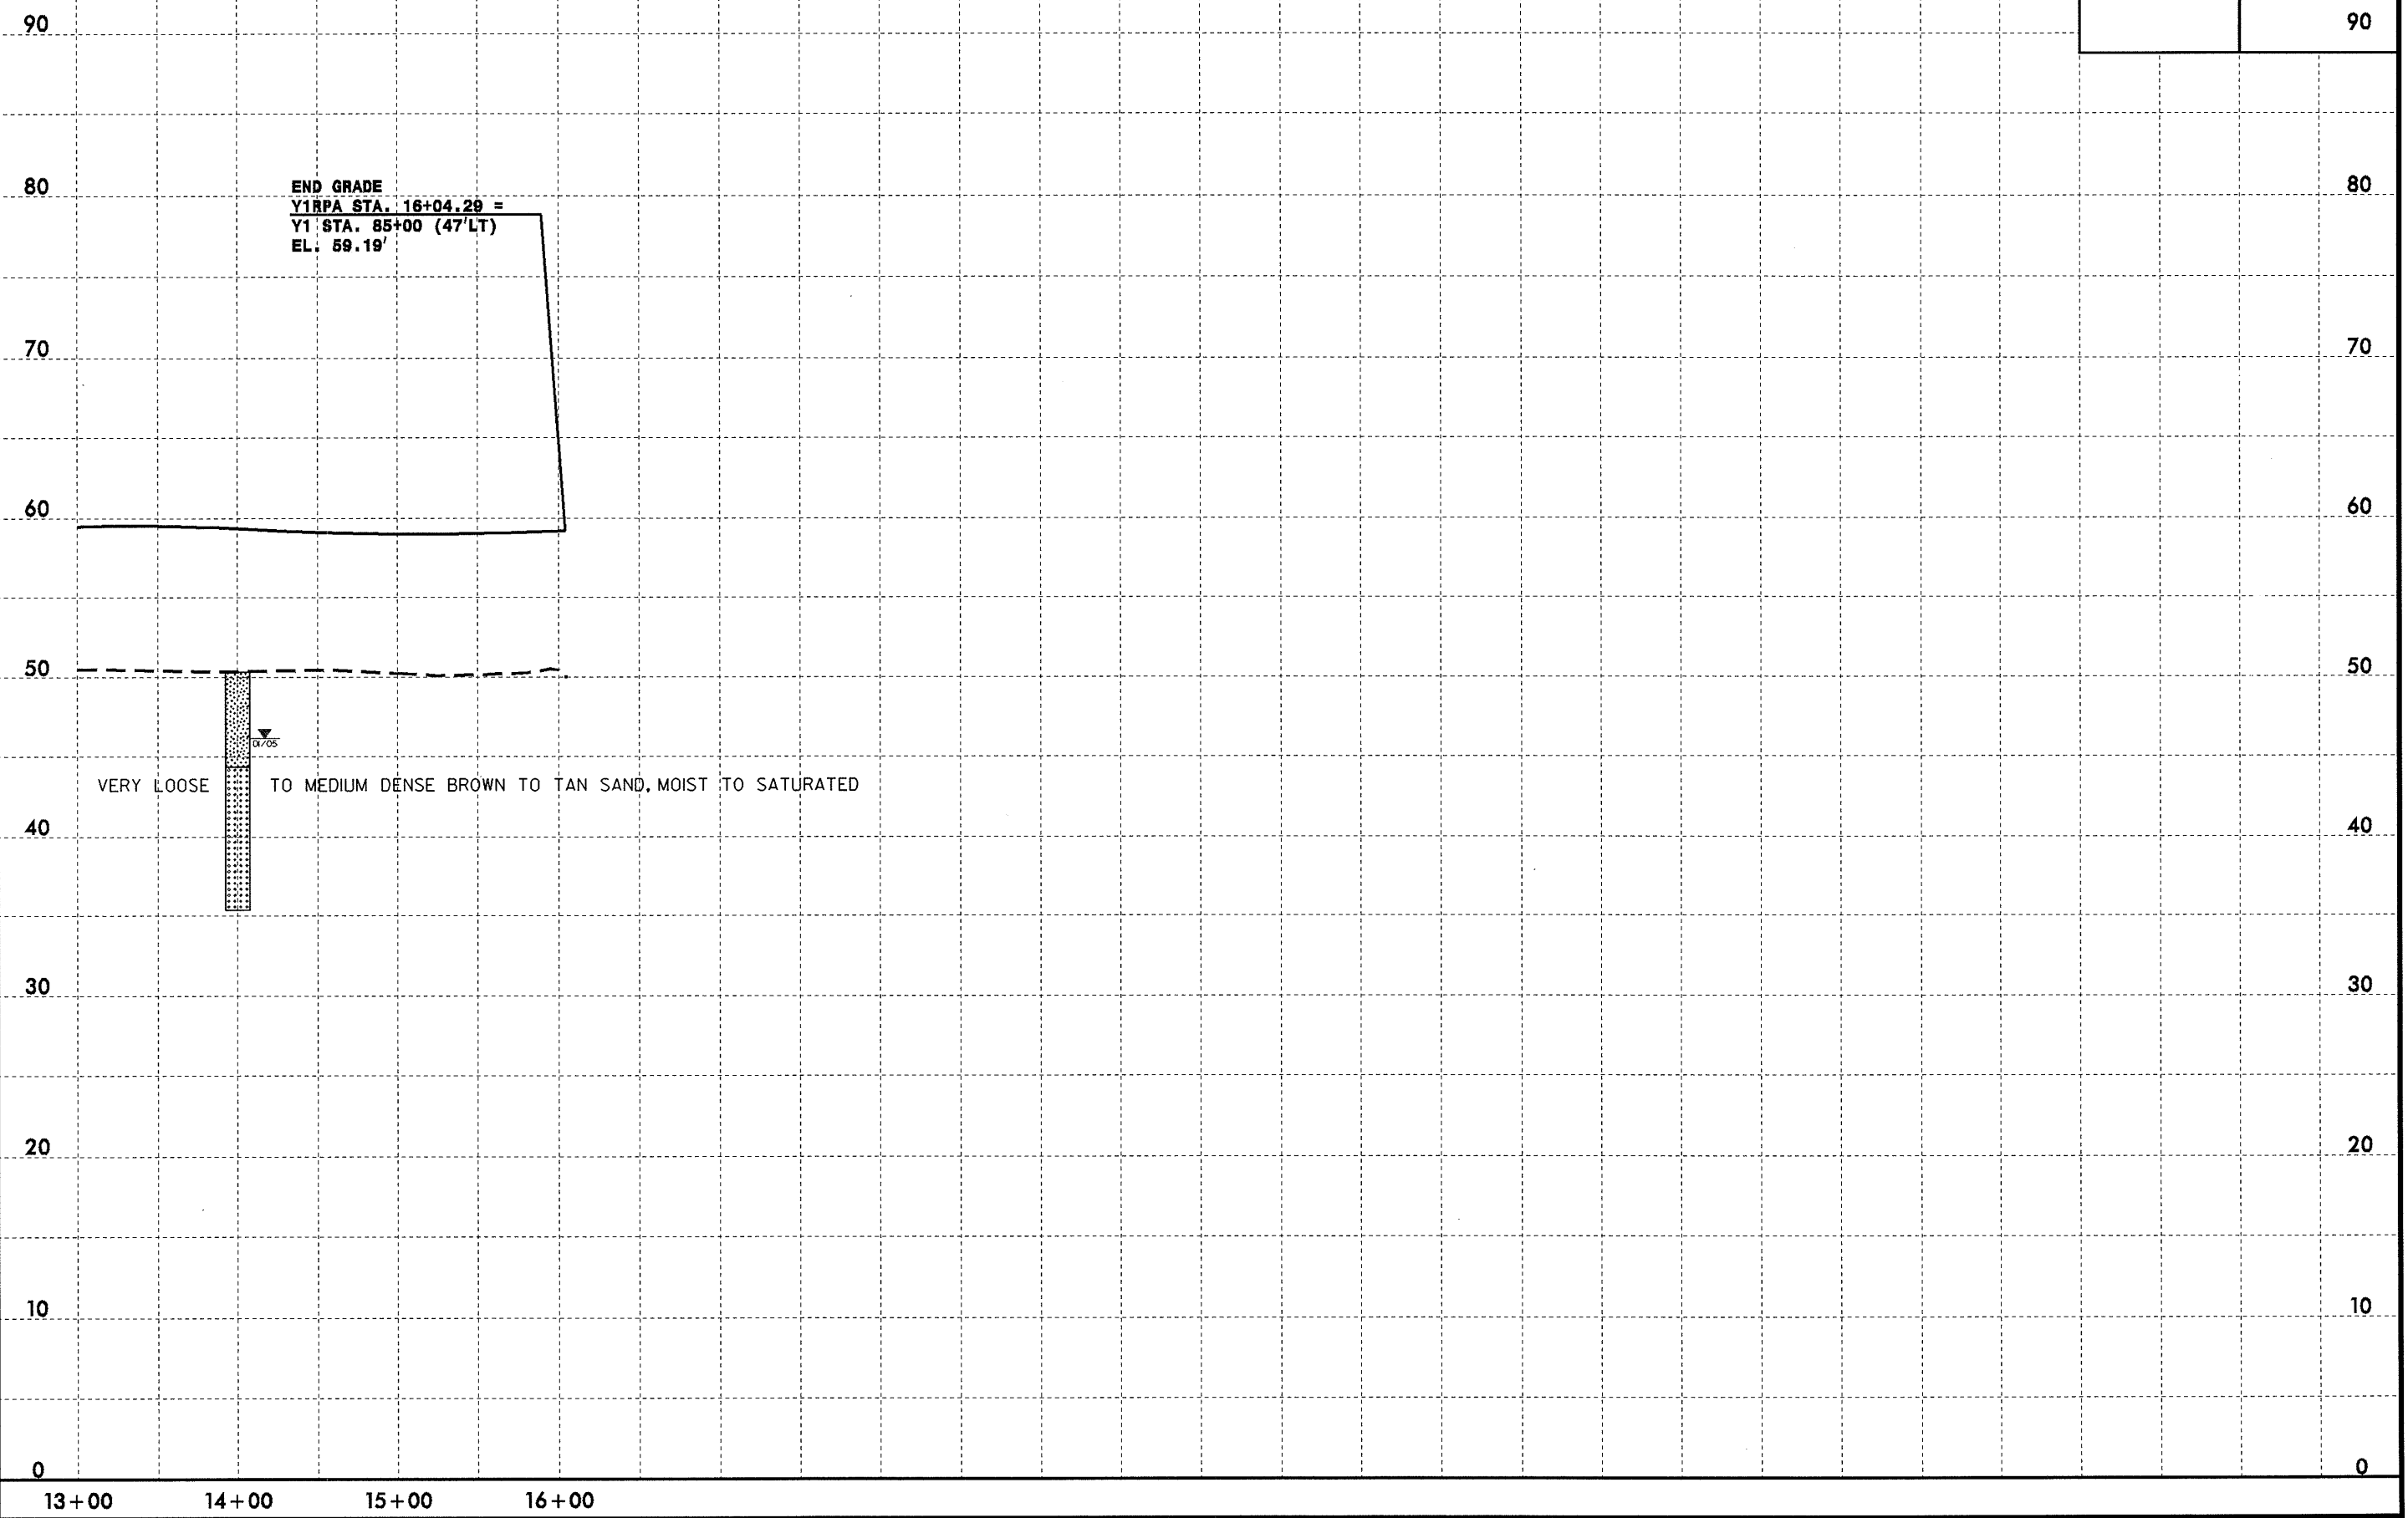 90 90
END GRADE
80 80
Y1RPA STA. 16+04.29 =
Y1 STA. 85+00 (47'LT)
EL. 59.19'
70 70
60 60
50 50
01/05
VERY LOOSE TO MEDIUM DENSE BROWN TO TAN SAND, MOIST TO SATURATED
40 40
30 30
20 20
10 10
0 0
13+00 14+00 15+00 16+00